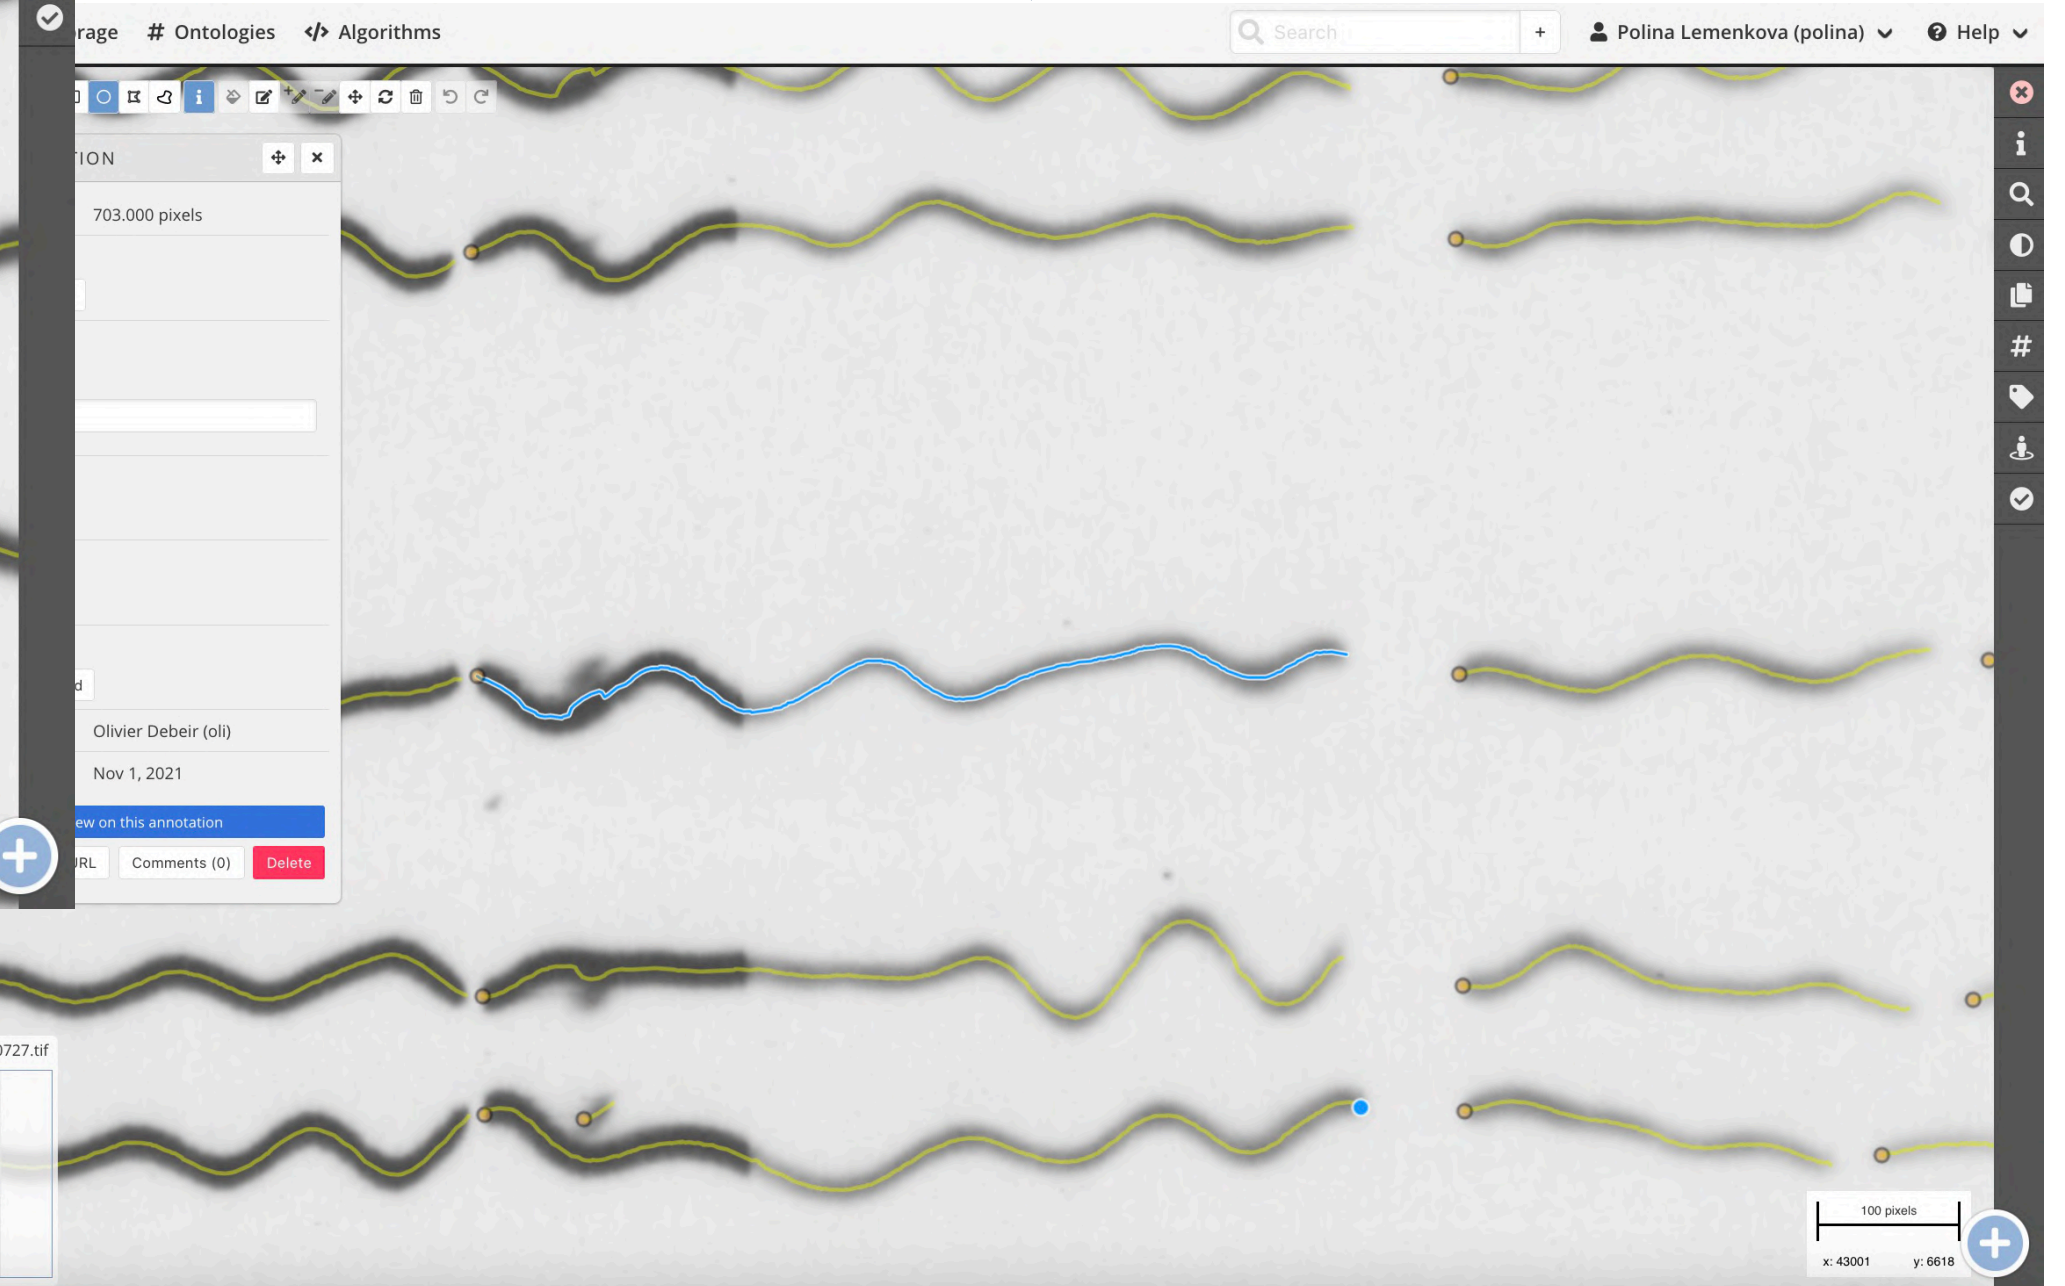 rage # Ontologies </> Algorithms Search + Polina Lemenkova (polina) Help
TION
703.000 pixels
d
Olivier Debeir (oli)
Nov 1, 2021
ew on this annotation
URL Comments (0) Delete
0727.tif
100 pixels
x: 43001 y: 6618